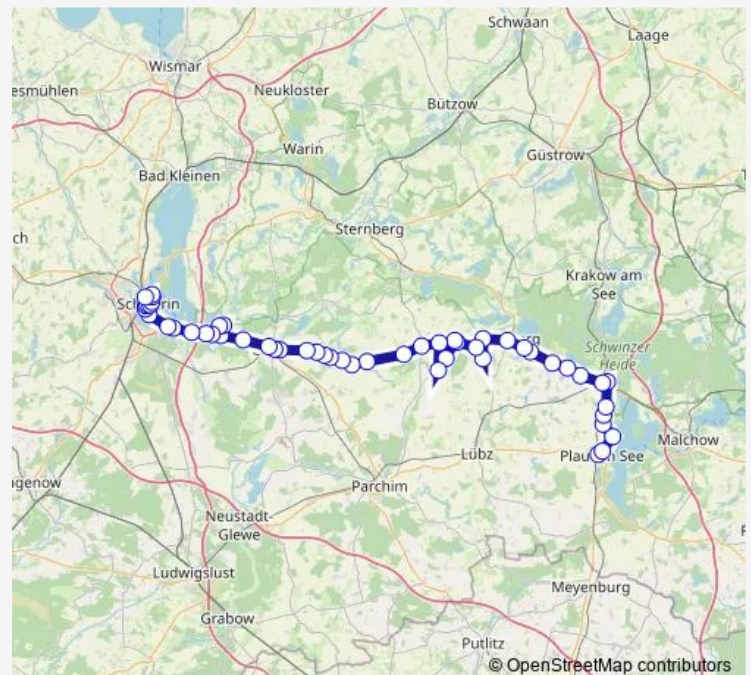 Schwaan
Laage
Wismar
esmühlen
Neukloster
Bützow
Warin
Güstrow
Bad Kleinen
Sternberg
ch
Krakow am
See
Schwinzer
Heide
Malchow
Lübz
Parchim
agenow
Neustadt-
Glewe
Ludwigslust
Meyenburg
Grabow
Putlitz
© OpenStreetMap contributors